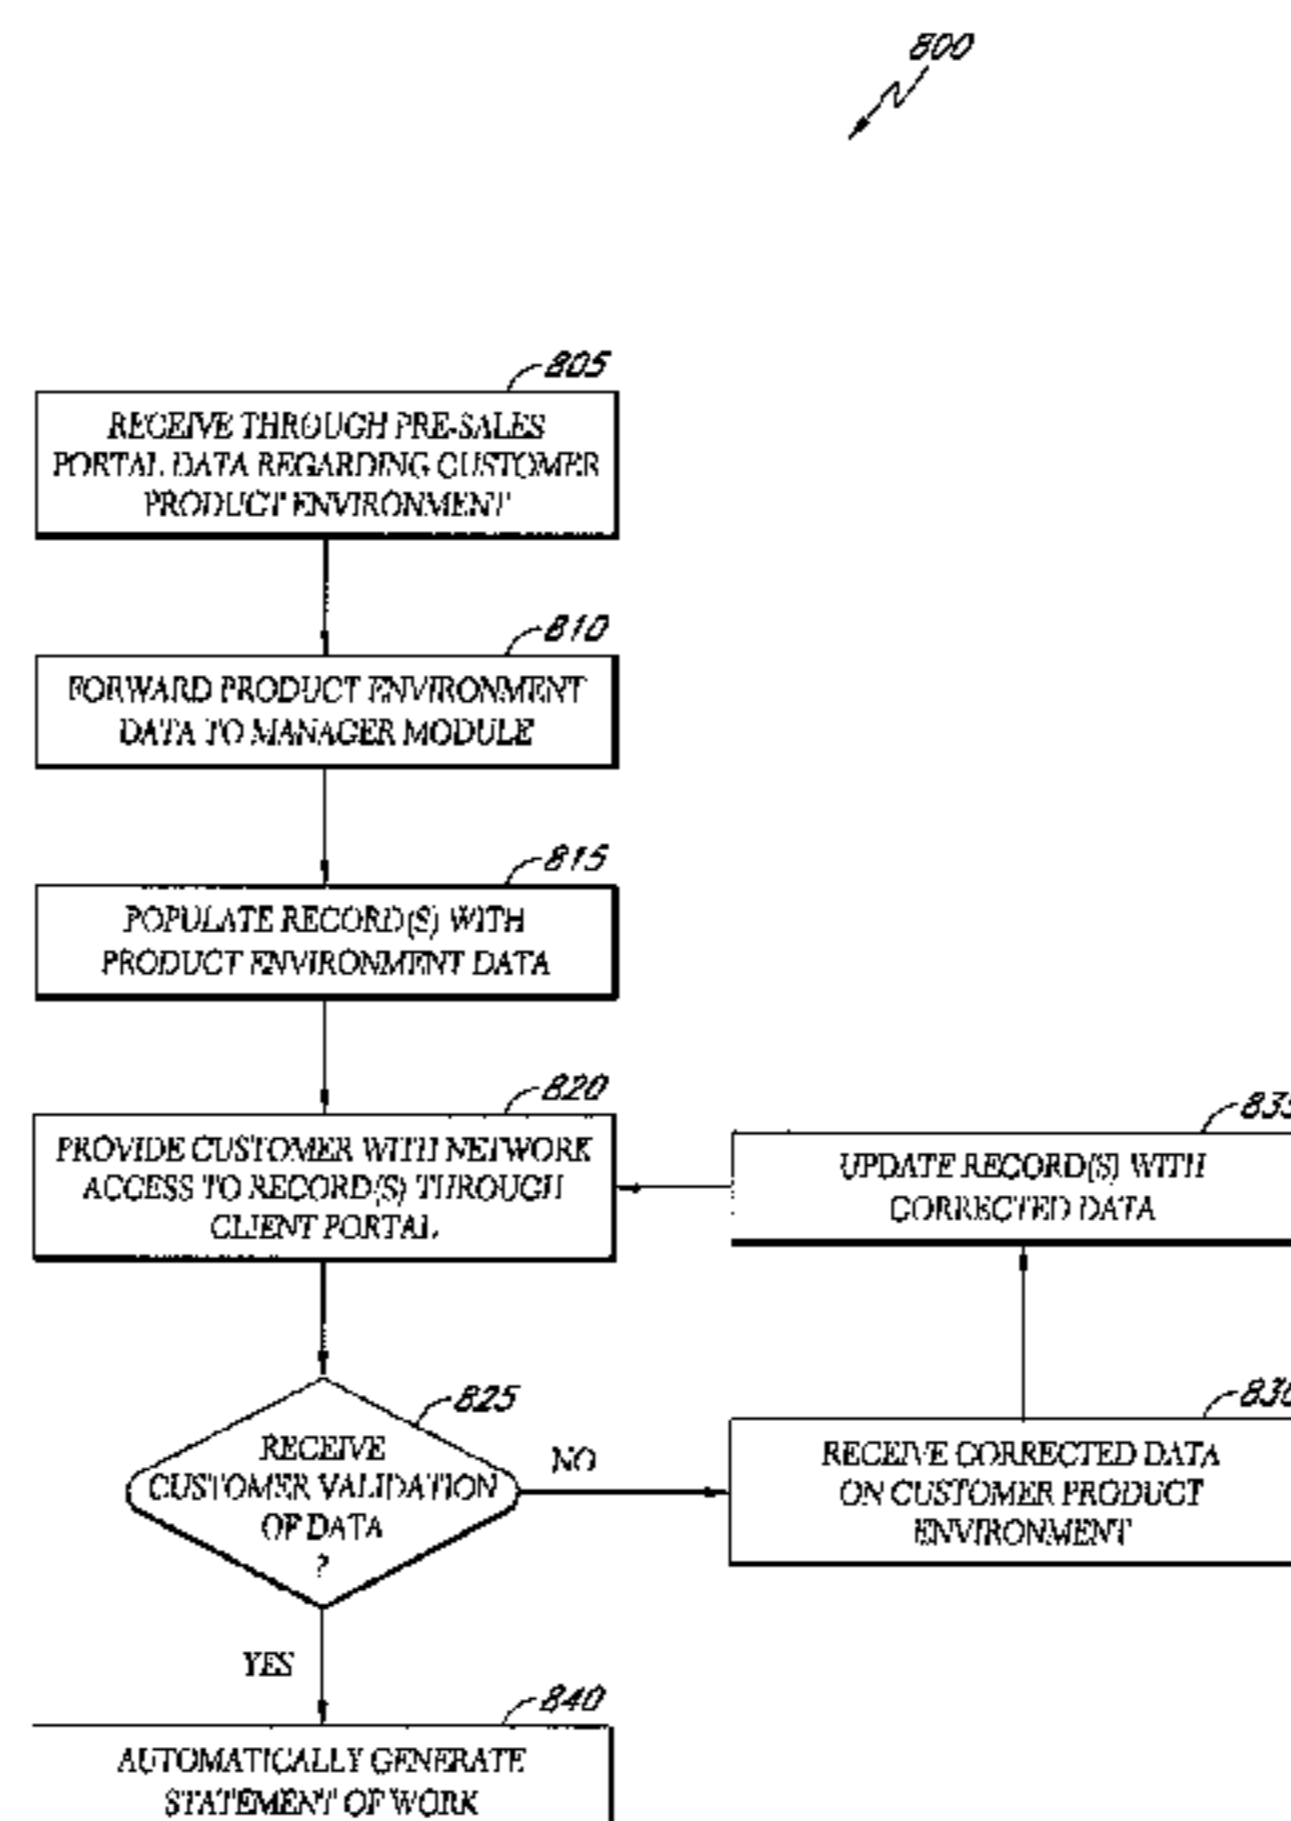 800
805
RECEIVE THROUGH PRE-SALES
PORTAL DATA REGARDING CUSTOMER
PRODUCT ENVIRONMENT
810
FORWARD PRODUCT ENVIRONMENT
DATA TO MANAGER MODULE
815
POPULATE RECORD(S) WITH
PRODUCT ENVIRONMENT DATA
820
PROVIDE CUSTOMER WITH NETWORK
ACCESS TO RECORD(S) THROUGH
CLIENT PORTAL
835
UPDATE RECORD(S) WITH
CORRECTED DATA
825
RECEIVE
CUSTOMER VALIDATION
OF DATA
?
NO
830
RECEIVE CORRECTED DATA
ON CUSTOMER PRODUCT
ENVIRONMENT
YES
840
AUTOMATICALLY GENERATE
STATEMENT OF WORK